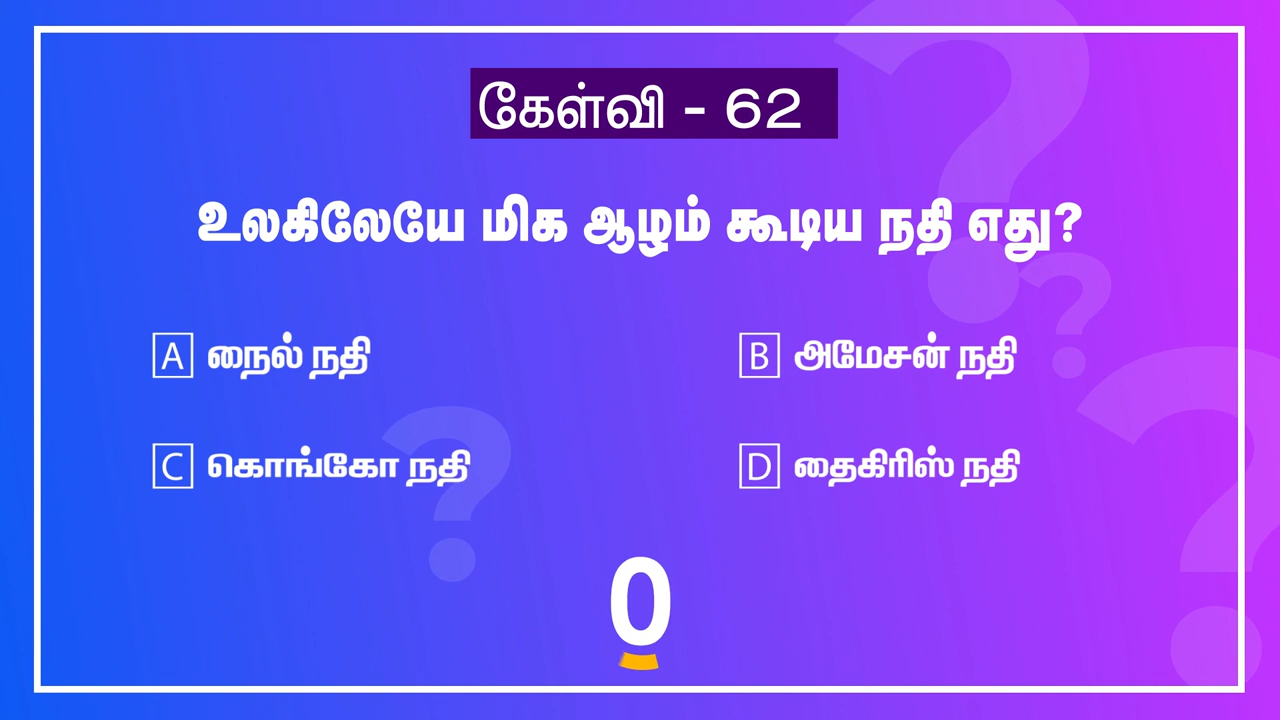 கேள்வி - 62
உலகிலேயே மிக ஆழம் கூடிய நதி எது?
A நைல் நதி
B அமேசன் நதி
C கொங்கோ நதி
D தைகிரிஸ் நதி
0